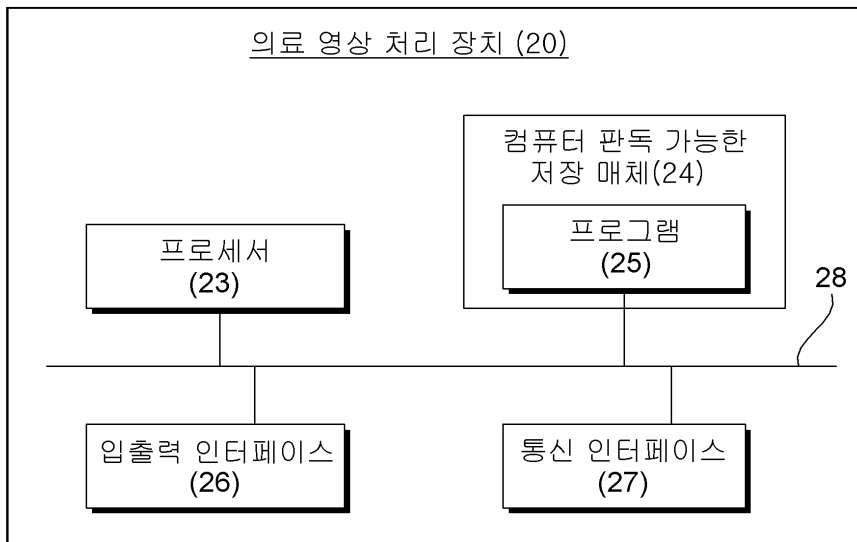 의료 영상 처리 장치 (20)
컴퓨터 판독 가능한
저장 매체(24)
프로세서
(23)
프로그램
(25)
28
입출력 인터페이스
(26)
통신 인터페이스
(27)